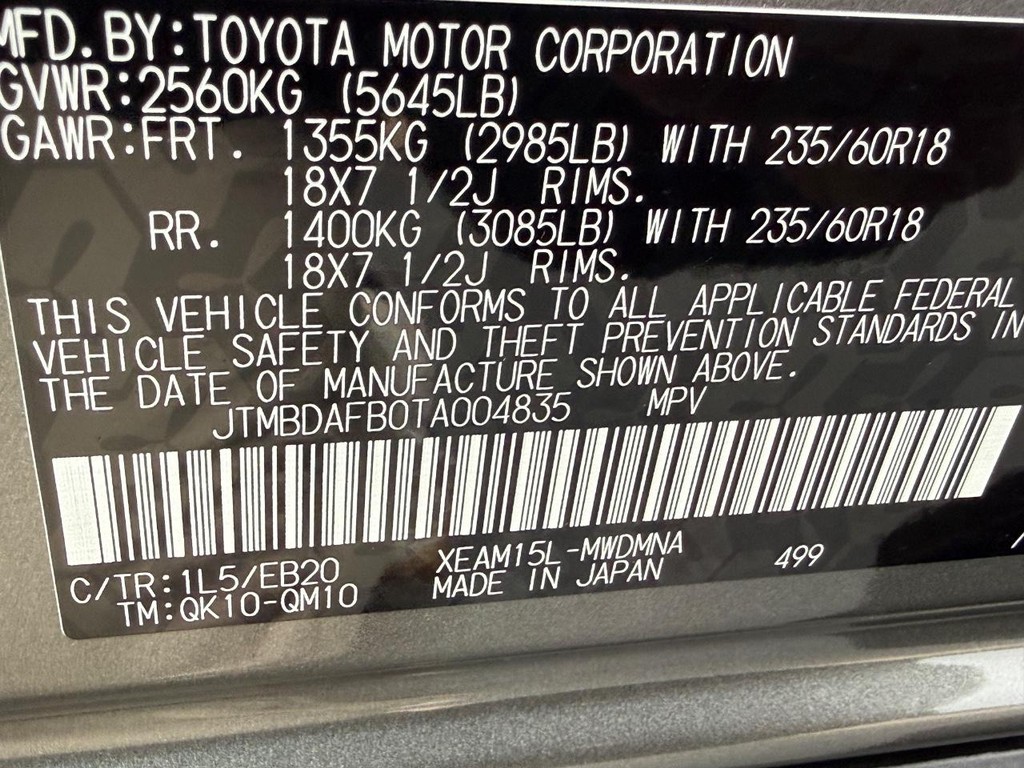 MFD.BY:TOYOTA MOTOR CORPORATION
GVWR:2560KG (5645LB)
GAWR:FRT. 1355KG (2985LB) WITH 235/60R18
18X7 1/2J RIMS.
RR. 1400KG (3085LB) WITH 235/60R18
18X7 1/2J RIMS.
THIS VEHICLE CONFORMS TO ALL APPLICABLE FEDERAL
VEHICLE SAFETY AND THEFT PREVENTION STANDARDS IN
THE DATE OF MANUFACTURE SHOWN ABOVE.
JTMBDAFB0TA004835 MPV
C/TR:1L5/EB20 XEAM15L-MWDMNA 499
TM:QK10-QM10 MADE IN JAPAN